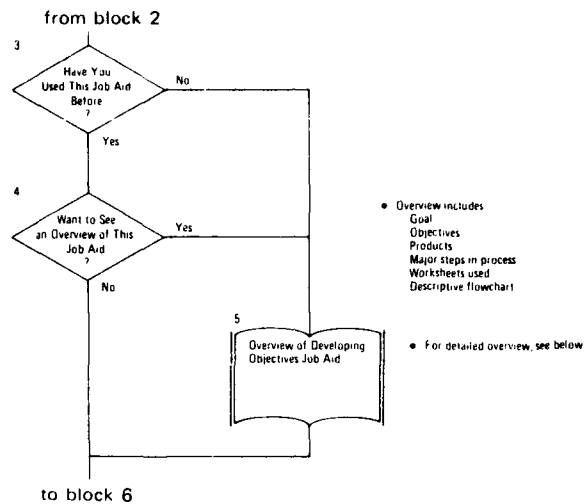 from block 2
3
Have You
Used This Job Aid
Before
?
No
Yes
4
Want to See
an Overview of This
Job Aid
?
Yes
No
• Overview includes
Goal
Objectives
Products
Major steps in process
Worksheets used
Descriptive flowchart
5
Overview of Developing
Objectives Job Aid
• For detailed overview, see below
to block 6